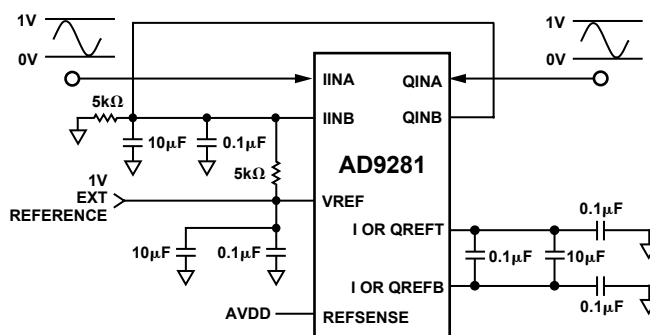 1V
0V
1V
0V
IINA
QINA
5kΩ
IINB
QINB
10µF
0.1µF
AD9281
5kΩ
1V
EXT
REFERENCE
VREF
10µF
0.1µF
I OR QREFT
0.1µF
0.1µF
10µF
I OR QREFB
0.1µF
AVDD
REFSENSE